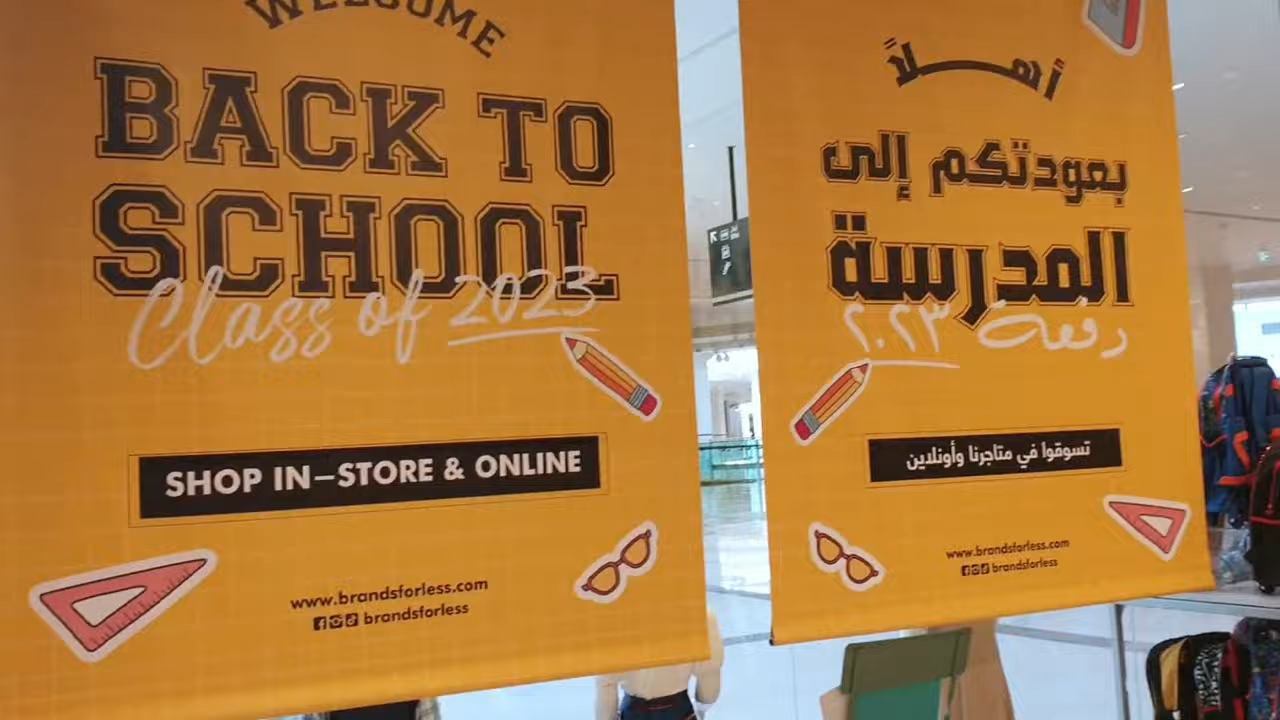 WELCOME
BACK TO
SCHOOL
Class of 2023
SHOP IN–STORE & ONLINE
www.brandsforless.com
brandsforless
أهلاً
بعودتكم إلى
المدرسة
دفعة ٢٠٢٣
تسوقوا في متاجرنا وأونلاين
www.brandsforless.com
brandsforless